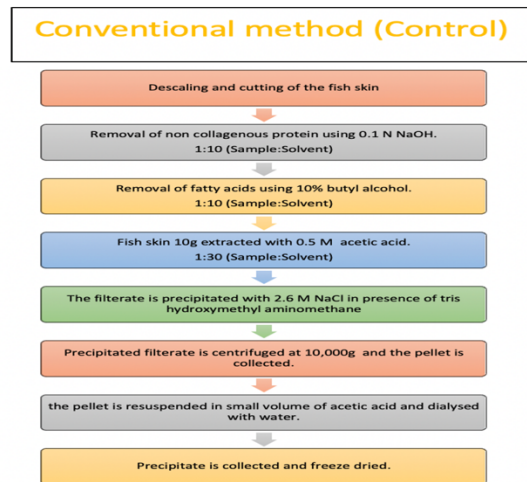 Conventional method (Control)
Descaling and cutting of the fish skin
Removal of non collagenous protein using 0.1 N NaOH.
1:10 (Sample:Solvent)
Removal of fatty acids using 10% butyl alcohol.
1:10 (Sample:Solvent)
Fish skin 10g extracted with 0.5 M acetic acid.
1:30 (Sample:Solvent)
The filterate is precipitated with 2.6 M NaCl in presence of tris
hydroxymethyl aminomethane
Precipitated filterate is centrifuged at 10,000g and the pellet is
collected.
the pellet is resuspended in small volume of acetic acid and dialysed
with water.
Precipitate is collected and freeze dried.